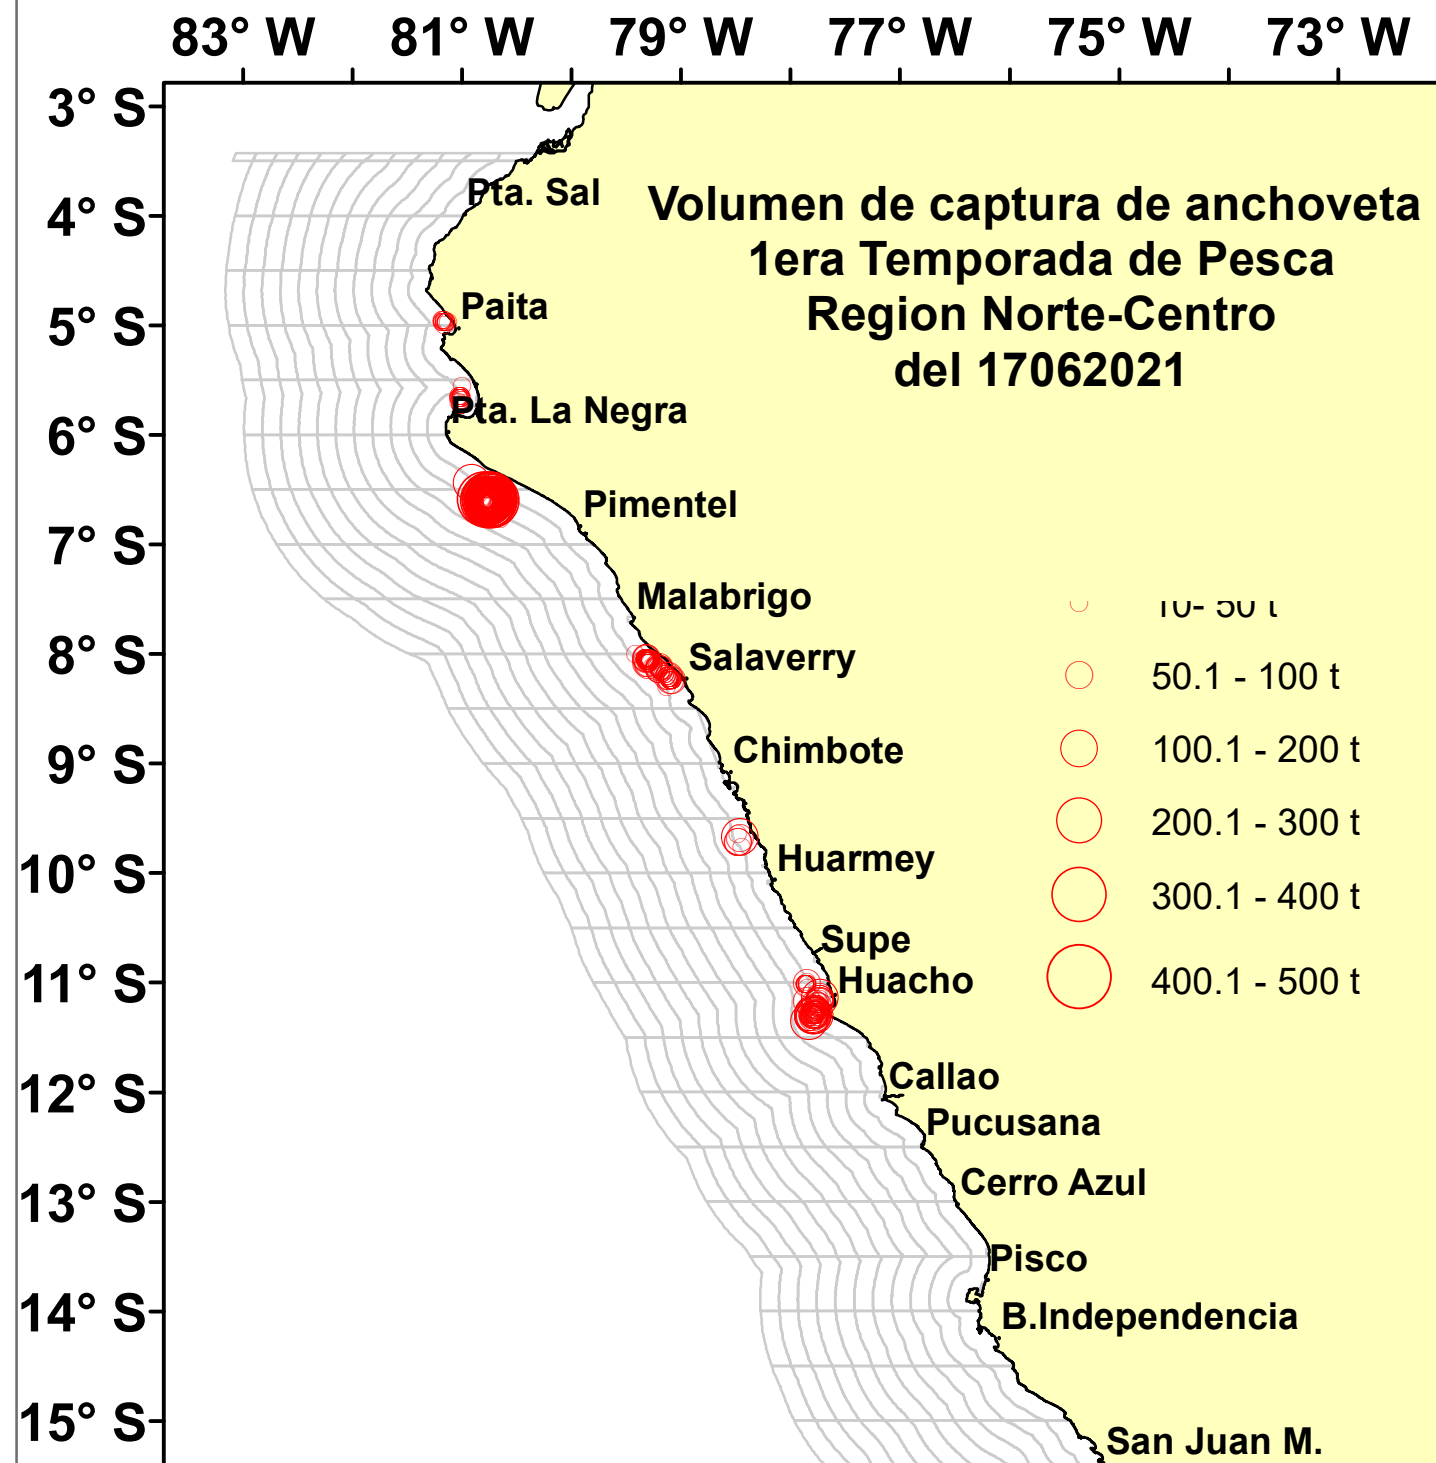 83° W 81° W 79° W 77° W 75° W 73° W
3° S
4° S
5° S
6° S
7° S
8° S
9° S
10° S
11° S
12° S
13° S
14° S
15° S
Volumen de captura de anchoveta
1era Temporada de Pesca
Region Norte-Centro
del 17062021
Pta. Sal
Paita
Pta. La Negra
Pimentel
Malabrigo
Salaverry
Chimbote
Huarmey
Supe
Huacho
Callao
Pucusana
Cerro Azul
Pisco
B.Independencia
San Juan M.
10- 50 t
50.1 - 100 t
100.1 - 200 t
200.1 - 300 t
300.1 - 400 t
400.1 - 500 t